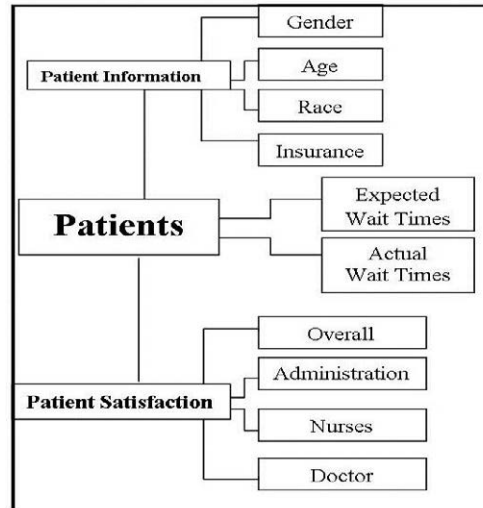 Gender
Patient Information
Age
Race
Insurance
Patients
Expected
Wait Times
Actual
Wait Times
Overall
Administration
Patient Satisfaction
Nurses
Doctor